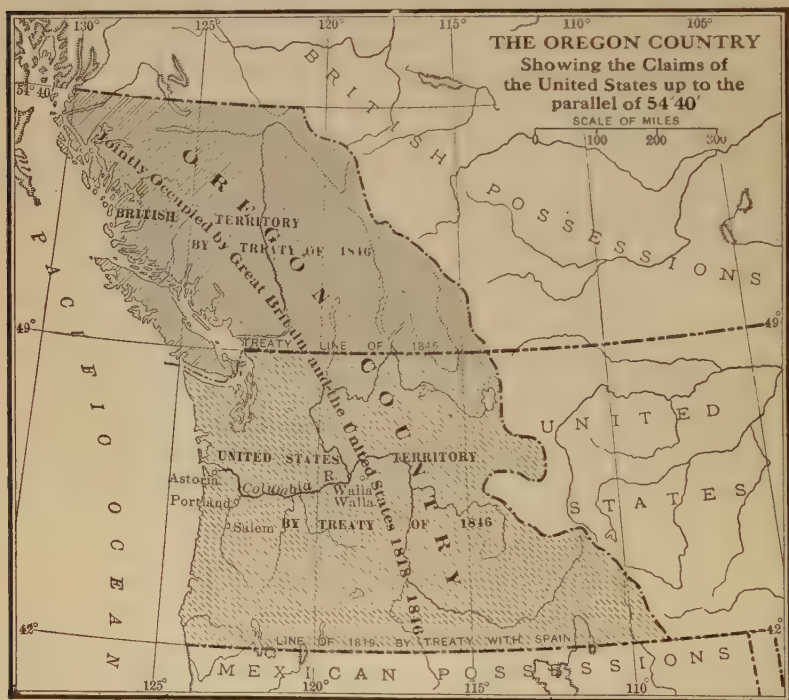 130° 125° 120° 115° 110° 105°
THE OREGON COUNTRY
Showing the Claims of
the United States up to the
parallel of 54°40′
SCALE OF MILES
0 100 200 300
54°40′
BRITISH POSSESSIONS
OREGON COUNTRY
Jointly Occupied by Great Britain and the United States 1818-1846
BRITISH TERRITORY
BY TREATY OF 1846
PACIFIC OCEAN
49° 49°
TREATY LINE OF 1846
UNITED STATES
UNITED STATES TERRITORY
Astoria
Columbia R.
Walla
Walla
Portland
Salem
BY TREATY OF 1846
42° 42°
LINE OF 1819, BY TREATY WITH SPAIN
MEXICAN POSSESSIONS
125° 120° 115° 110°